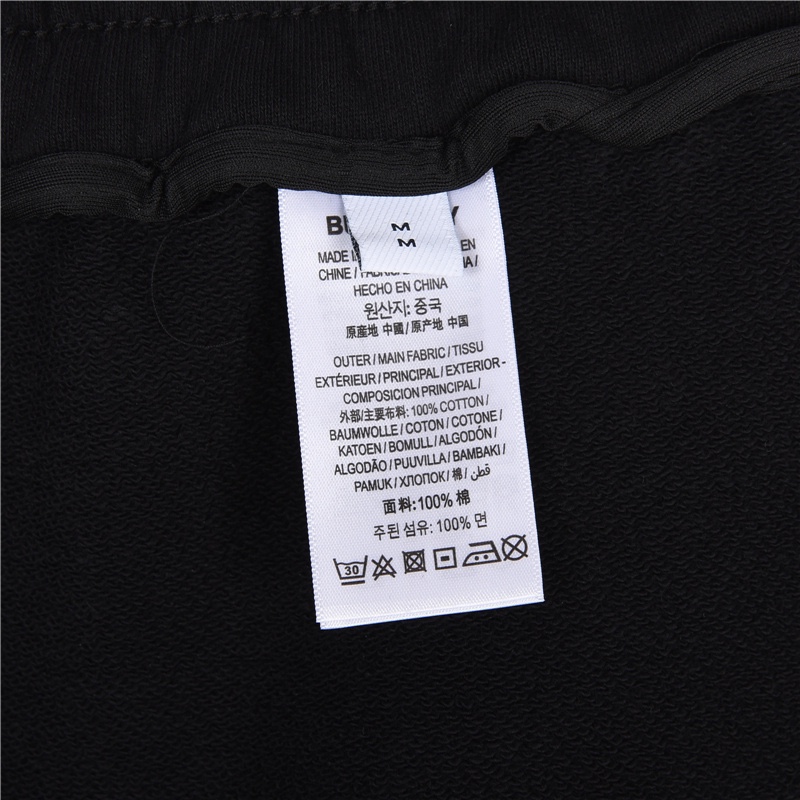 BU Y
M
M
MADE I EN
CHINE / FABRICA A /
HECHO EN CHINA
원산지: 중국
原產地 中國 / 原产地 中国
OUTER / MAIN FABRIC / TISSU
EXTÉRIEUR / PRINCIPAL / EXTERIOR -
COMPOSICION PRINCIPAL /
外部/主要布料: 100% COTTON /
BAUMWOLLE / COTON / COTONE /
KATOEN / BOMULL / ALGODÓN /
ALGODÃO / PUUVILLA / BAMBAKI /
PAMUK / ХЛОПОК / 棉 / قطن
面料:100% 棉
주된 섬유: 100% 면
30